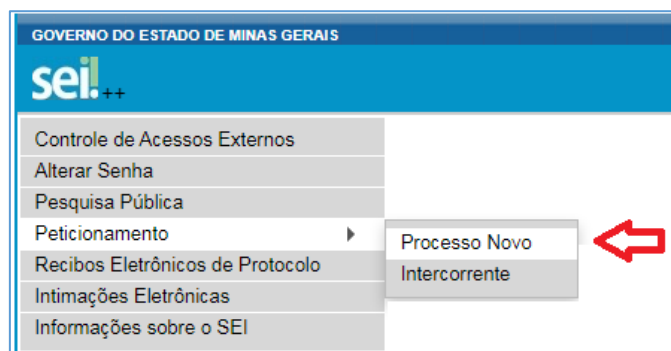 GOVERNO DO ESTADO DE MINAS GERAIS
sei!++
Controle de Acessos Externos
Alterar Senha
Pesquisa Pública
Peticionamento
Processo Novo
Recibos Eletrônicos de Protocolo
Intercorrente
Intimações Eletrônicas
Informações sobre o SEI